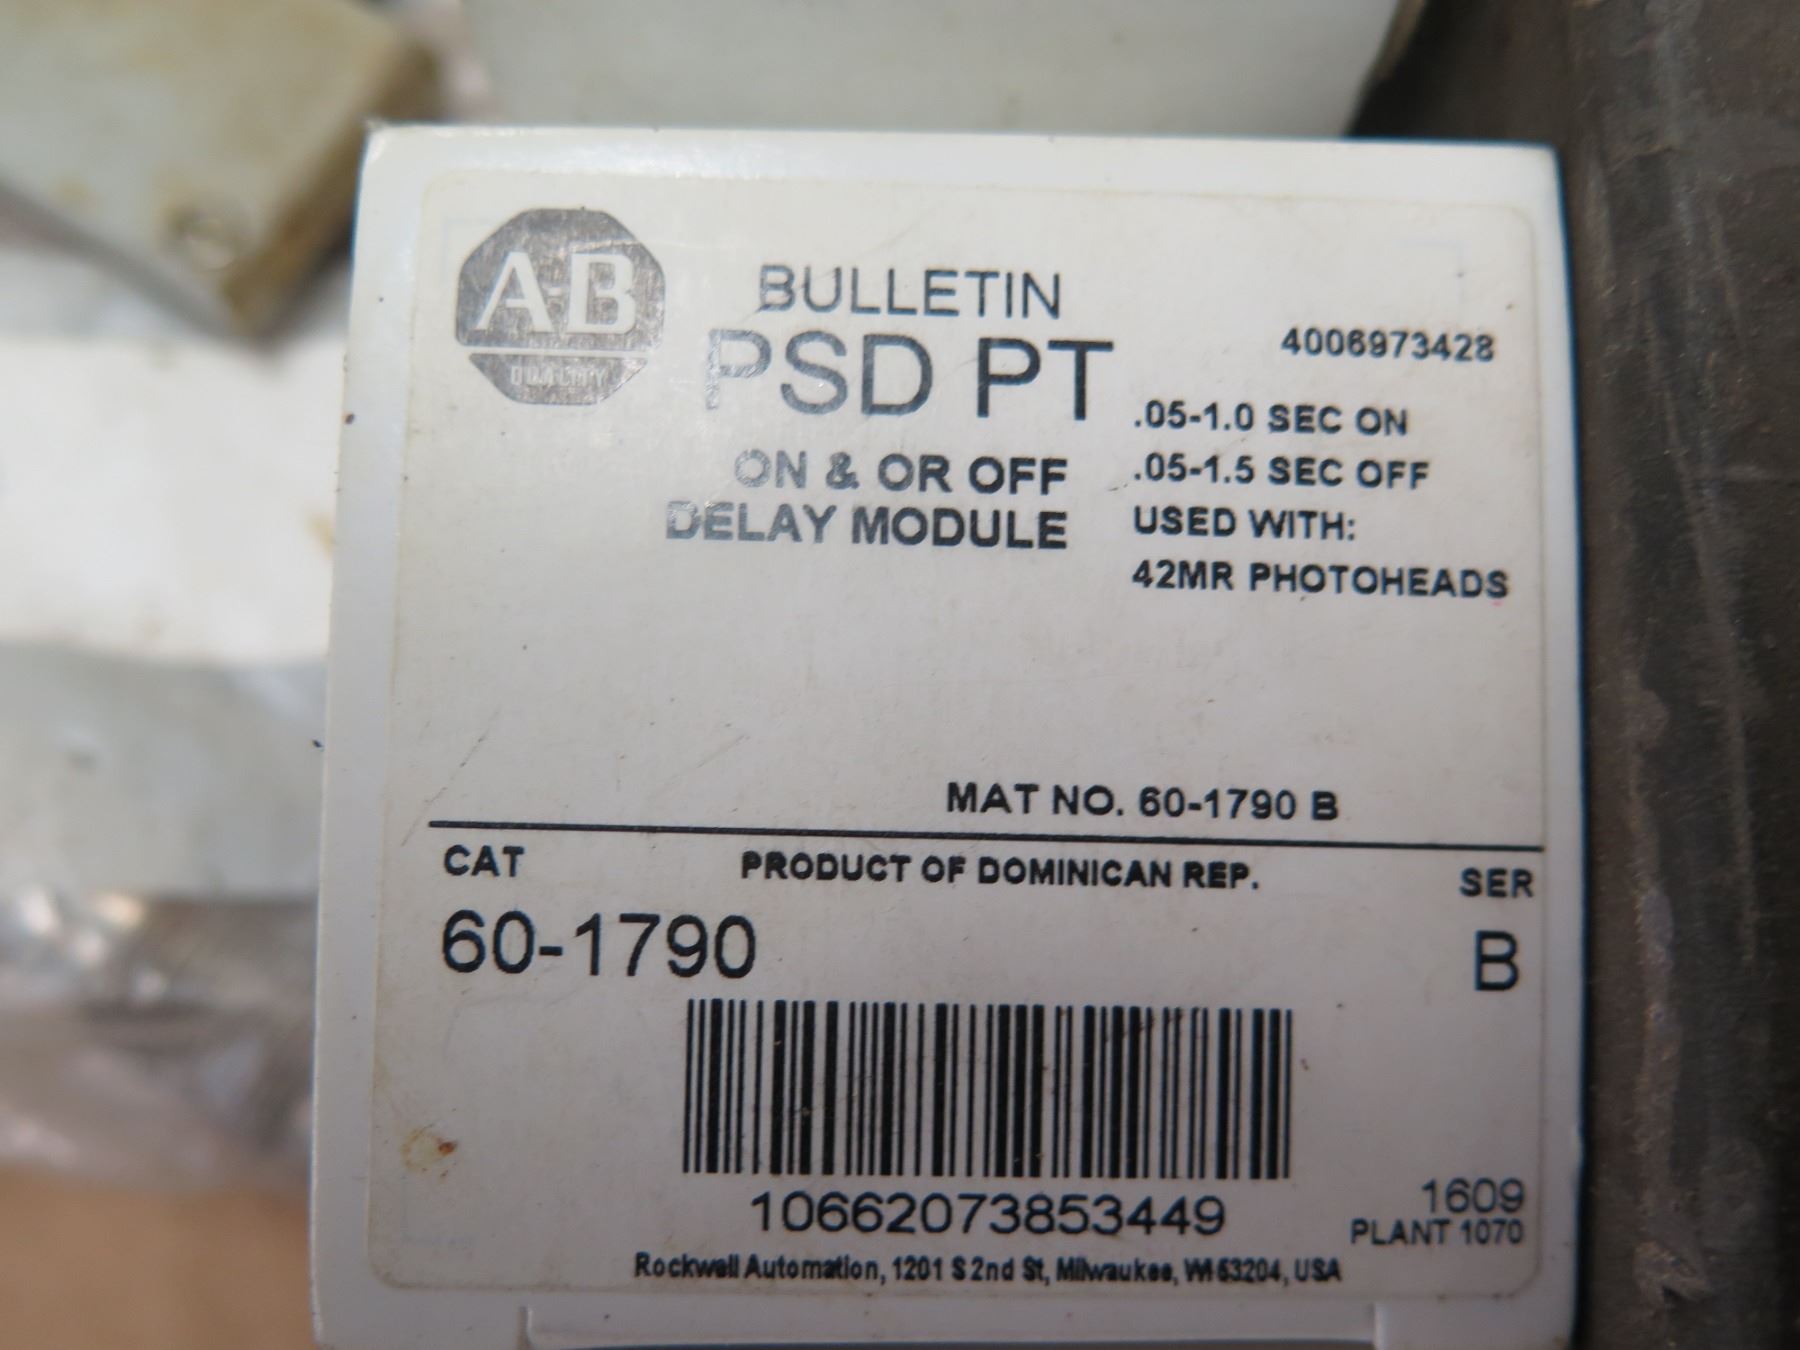 A-B
QUALITY
BULLETIN
PSD PT
4006973428
ON & OR OFF
DELAY MODULE
.05-1.0 SEC ON
.05-1.5 SEC OFF
USED WITH:
42MR PHOTOHEADS
MAT NO. 60-1790 B
CAT
PRODUCT OF DOMINICAN REP.
SER
60-1790
B
10662073853449
1609
PLANT 1070
Rockwell Automation, 1201 S 2nd St, Milwaukee, WI 53204, USA